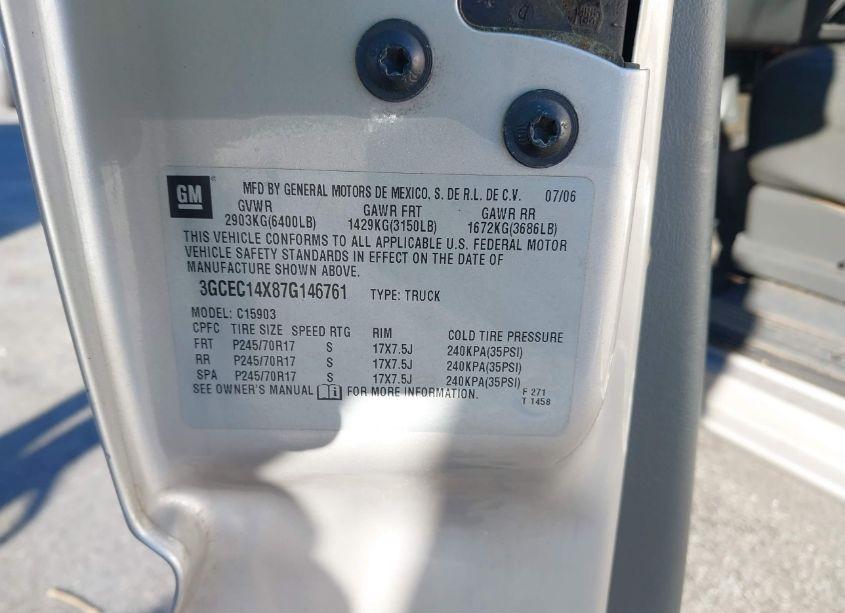 GM MFD BY GENERAL MOTORS DE MEXICO, S. DE R.L. DE C.V. 07/06
GVWR GAWR FRT GAWR RR
2903KG(6400LB) 1429KG(3150LB) 1672KG(3686LB)
THIS VEHICLE CONFORMS TO ALL APPLICABLE U.S. FEDERAL MOTOR
VEHICLE SAFETY STANDARDS IN EFFECT ON THE DATE OF
MANUFACTURE SHOWN ABOVE.
3GCEC14X87G146761 TYPE: TRUCK
MODEL: C15903
CPFC TIRE SIZE SPEED RTG RIM COLD TIRE PRESSURE
FRT P245/70R17 S 17X7.5J 240KPA(35PSI)
RR P245/70R17 S 17X7.5J 240KPA(35PSI)
SPA P245/70R17 S 17X7.5J 240KPA(35PSI)
SEE OWNER'S MANUAL FOR MORE INFORMATION. F 271
T 1458